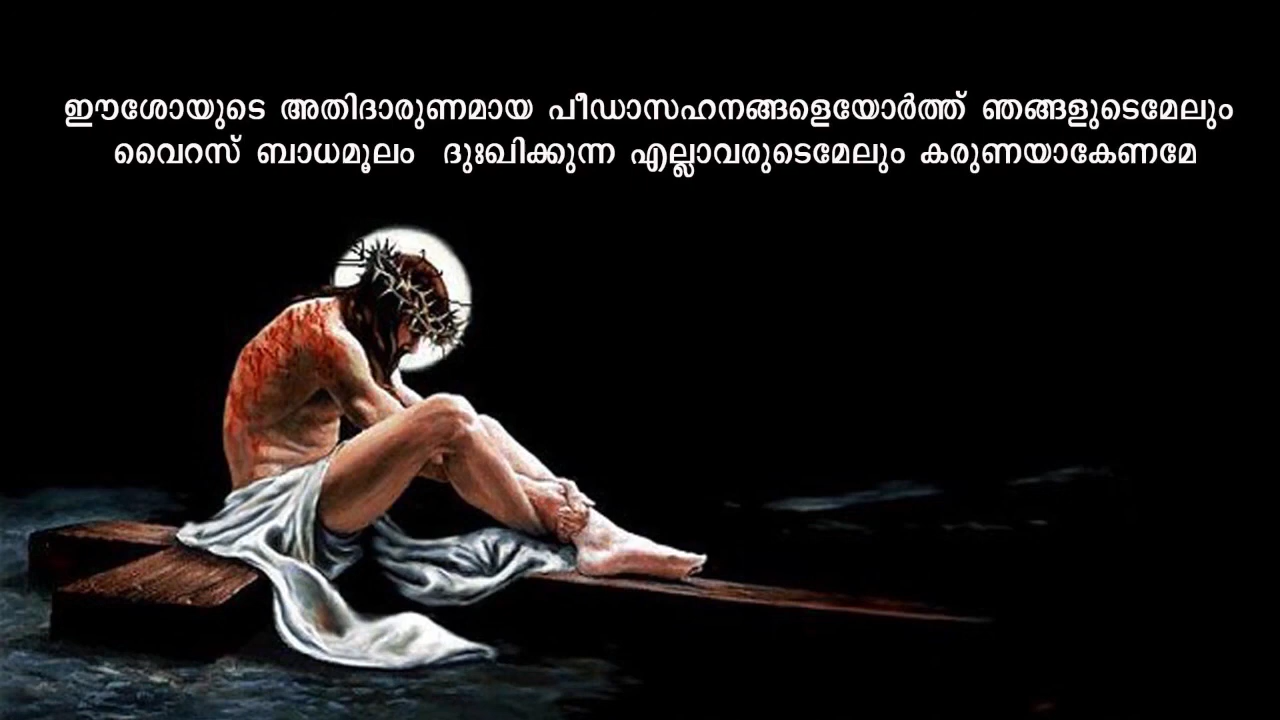 ഈശോയുടെ അതിദാരുണമായ പീഡാസഹനങ്ങളെയോർത്ത് ഞങ്ങളുടെമേലും
വൈറസ് ബാധമൂലം ദുഃഖിക്കുന്ന എല്ലാവരുടെമേലും കരുണയാകേണമേ